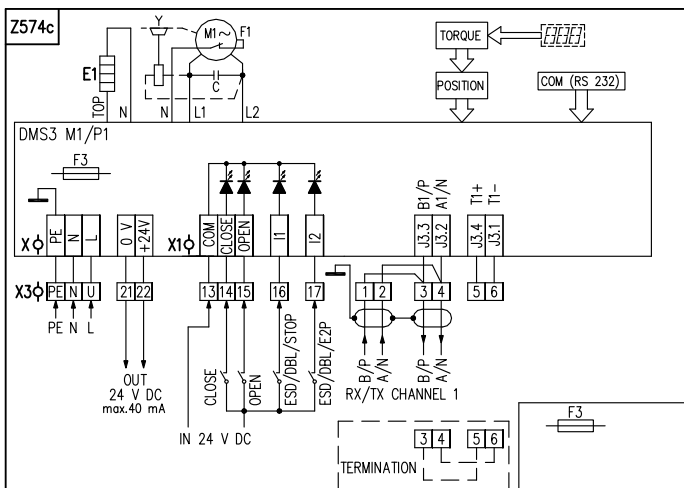 Z574c
Y
M1~
F1
E1
TOP
N
N
L1
C
L2
TORQUE
POSITION
COM (RS 232)
DMS3 M1/P1
F3
X
PE
N
L
0 V
+24V
X1
COM
CLOSE
OPEN
I1
I2
B1/P
A1/N
T1+
T1-
J3.3
J3.2
J3.4
J3.1
X3
PE
N
U
21
22
13
14
15
16
17
1
2
3
4
5
6
PE N L
OUT
24 V DC
max.40 mA
CLOSE
OPEN
ESD/DBL/STOP
ESD/DBL/E2P
IN 24 V DC
B/P
A/N
B/P
A/N
RX/TX CHANNEL 1
TERMINATION
3
4
5
6
F3